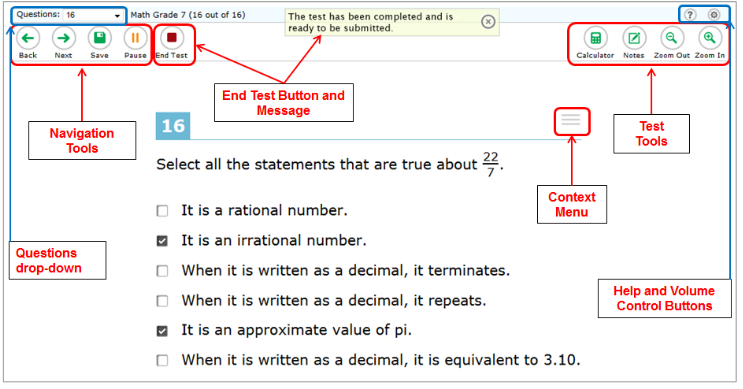 Questions: 16
Math Grade 7 (16 out of 16)
The test has been completed and is
ready to be submitted.
?
Back
Next
Save
Pause
End Test
Calculator
Notes
Zoom Out
Zoom In
End Test Button and
Message
Navigation
Tools
Test
Tools
16
Select all the statements that are true about 22/7.
Context
Menu
It is a rational number.
It is an irrational number.
When it is written as a decimal, it terminates.
Questions
drop-down
When it is written as a decimal, it repeats.
Help and Volume
Control Buttons
It is an approximate value of pi.
When it is written as a decimal, it is equivalent to 3.10.